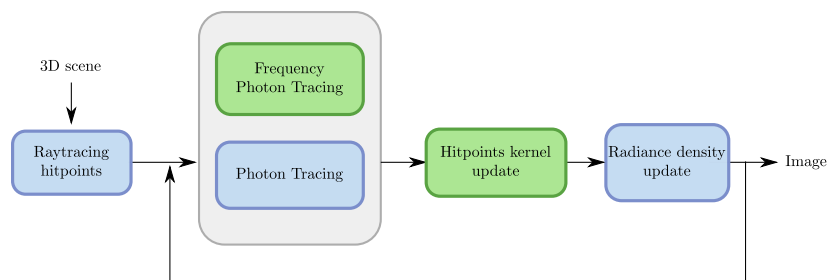 3D scene
Raytracing
hitpoints
Frequency
Photon Tracing
Photon Tracing
Hitpoints kernel
update
Radiance density
update
Image